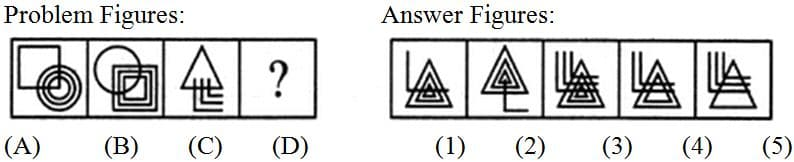 Problem Figures: Answer Figures:
?
(A) (B) (C) (D) (1) (2) (3) (4) (5)